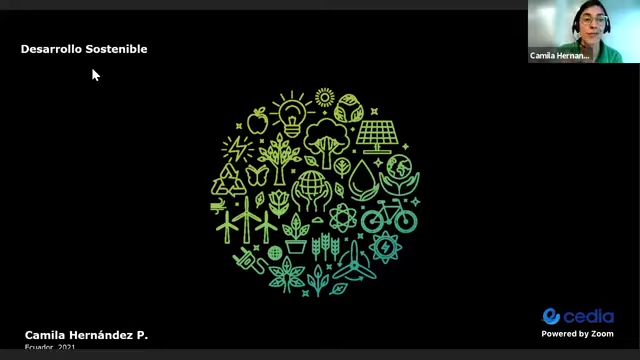 Desarrollo Sostenible
Camila Hernan...
cedia
Powered by Zoom
Camila Hernández P.
Ecuador, 2021